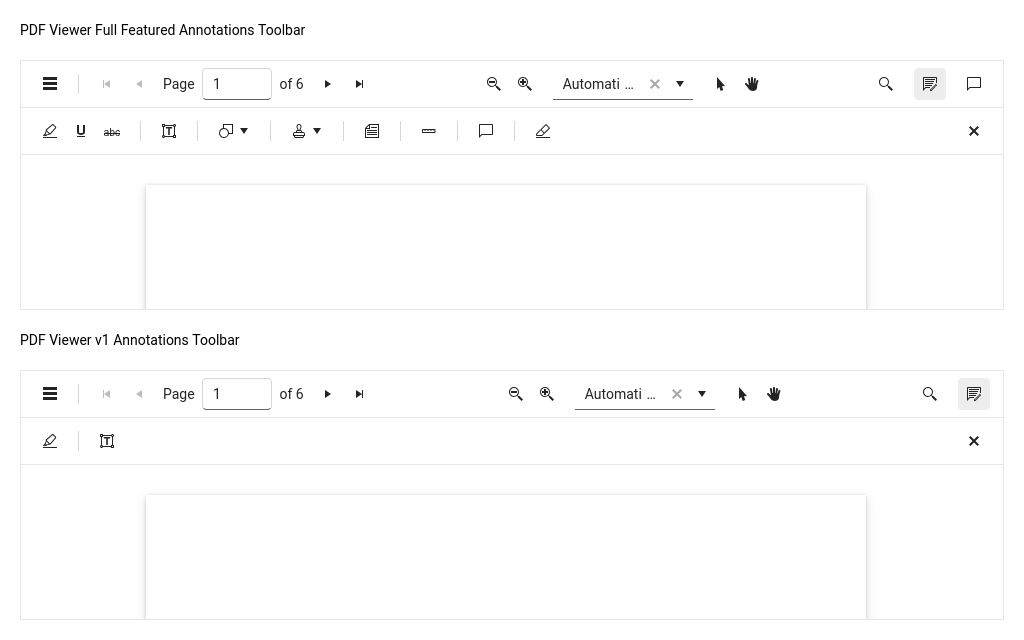 PDF Viewer Full Featured Annotations Toolbar
Page 1 of 6 Automati ...
U abc T
PDF Viewer v1 Annotations Toolbar
Page 1 of 6 Automati ...
T